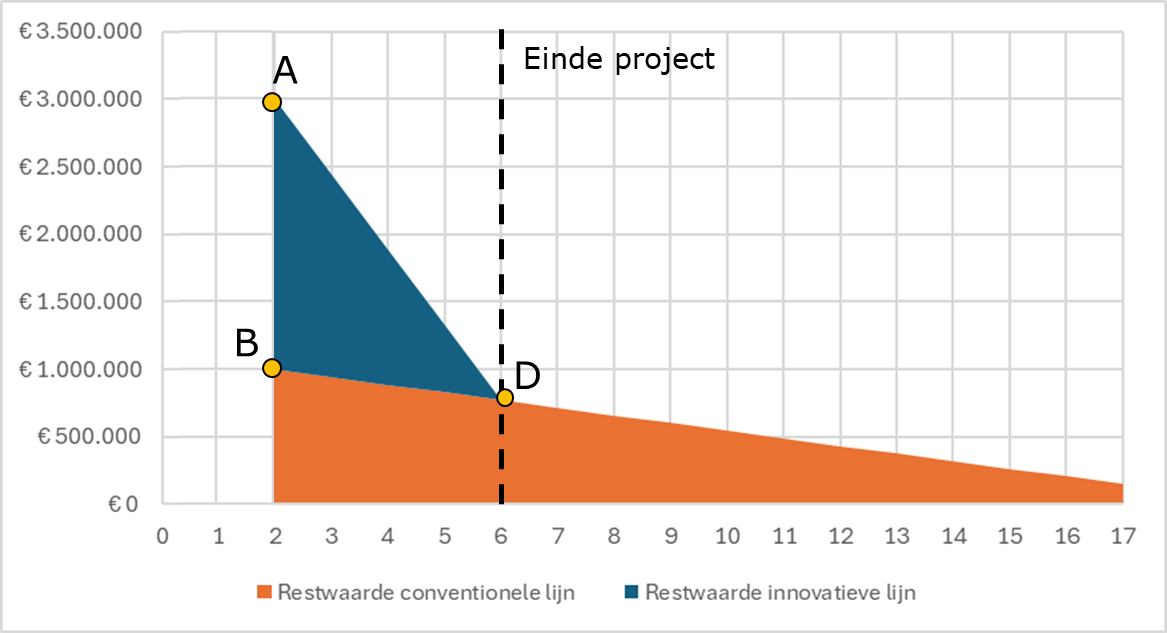 € 3.500.000
Einde project
A
€ 3.000.000
€ 2.500.000
€ 2.000.000
€ 1.500.000
B
€ 1.000.000
D
€ 500.000
€ 0
0 1 2 3 4 5 6 7 8 9 10 11 12 13 14 15 16 17
Restwaarde conventionele lijn Restwaarde innovatieve lijn